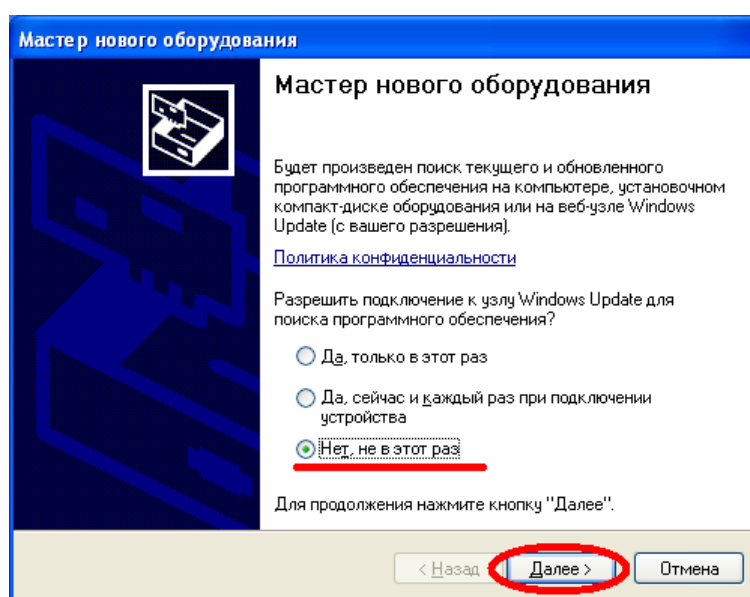 Мастер нового оборудования
Мастер нового оборудования
Будет произведен поиск текущего и обновленного
программного обеспечения на компьютере, установочном
компакт-диске оборудования или на веб-узле Windows
Update (с вашего разрешения).
Политика конфиденциальности
Разрешить подключение к узлу Windows Update для
поиска программного обеспечения?
Да, только в этот раз
Да, сейчас и каждый раз при подключении
устройства
Нет, не в этот раз
Для продолжения нажмите кнопку "Далее".
< Назад Далее > Отмена